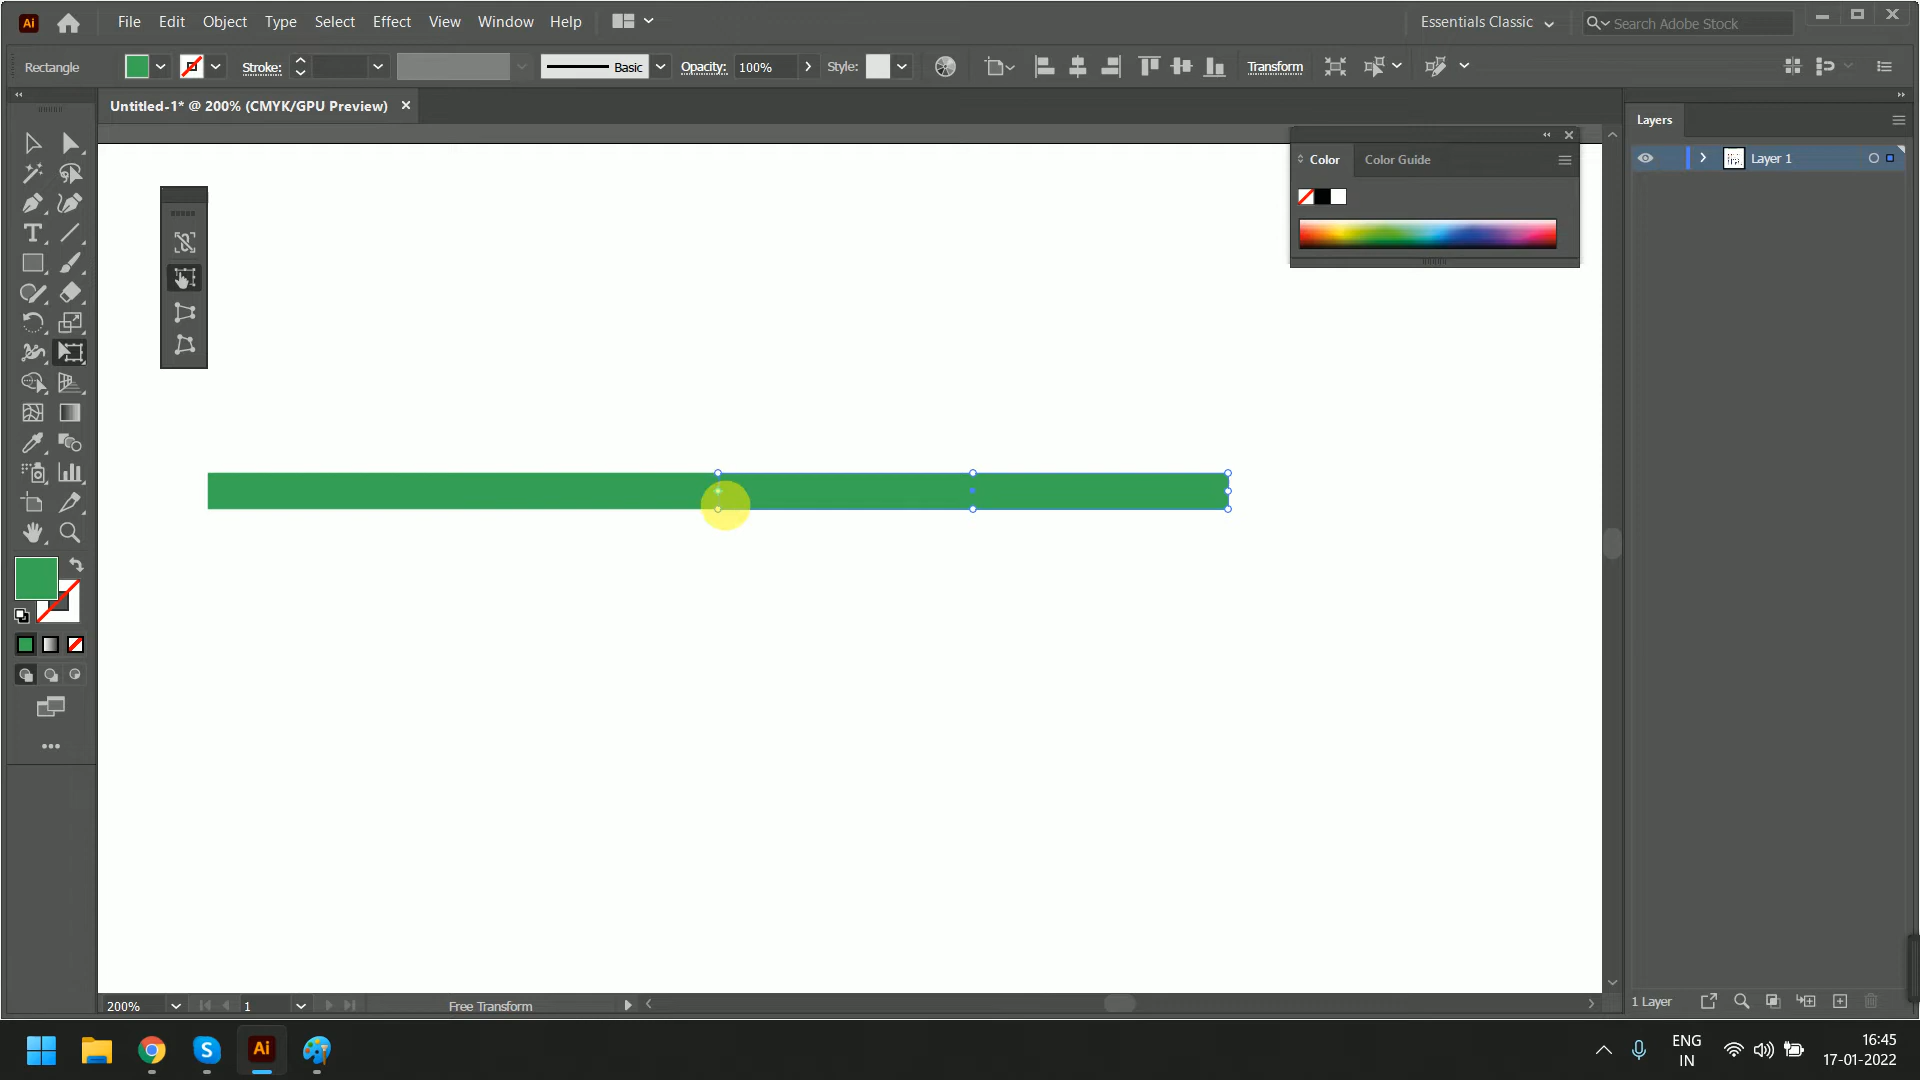 Ai File Edit Object Type Select Effect View Window Help Essentials Classic Search Adobe Stock
Rectangle Stroke: Basic Opacity: 100% Style: Transform
Untitled-1* @ 200% (CMYK/GPU Preview)
Layers
Color Color Guide
Layer 1
200% 1 Free Transform
1 Layer
Ai
ENG
IN
16:45
17-01-2022